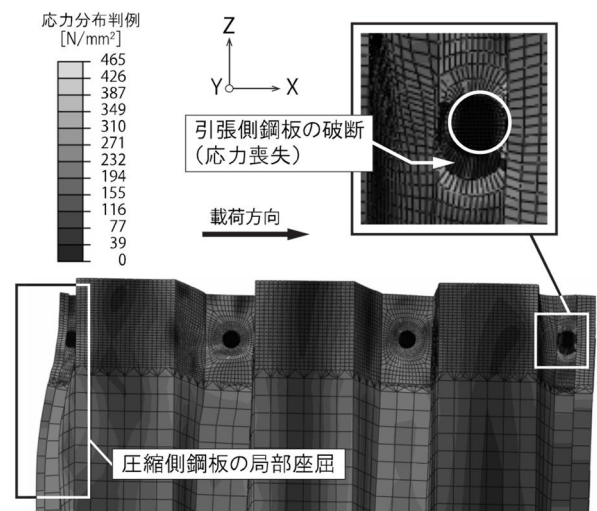 応力分布判例
[N/mm²]
465
426
387
349
310
271
232
194
155
116
77
39
0
Z
Y
X
引張側鋼板の破断
（応力喪失）
載荷方向
圧縮側鋼板の局部座屈